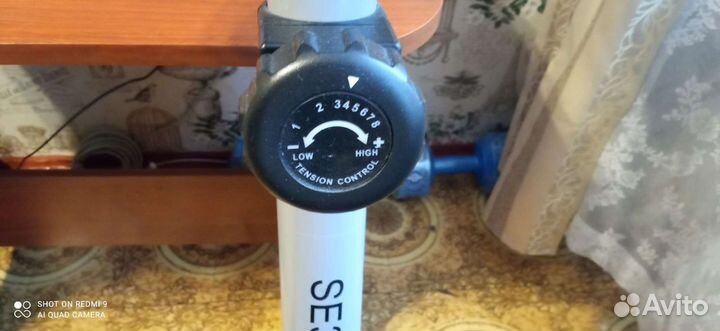 1 2 345678
− +
LOW HIGH
TENSION CONTROL
SE
SHOT ON REDMI 9
AI QUAD CAMERA
Avito